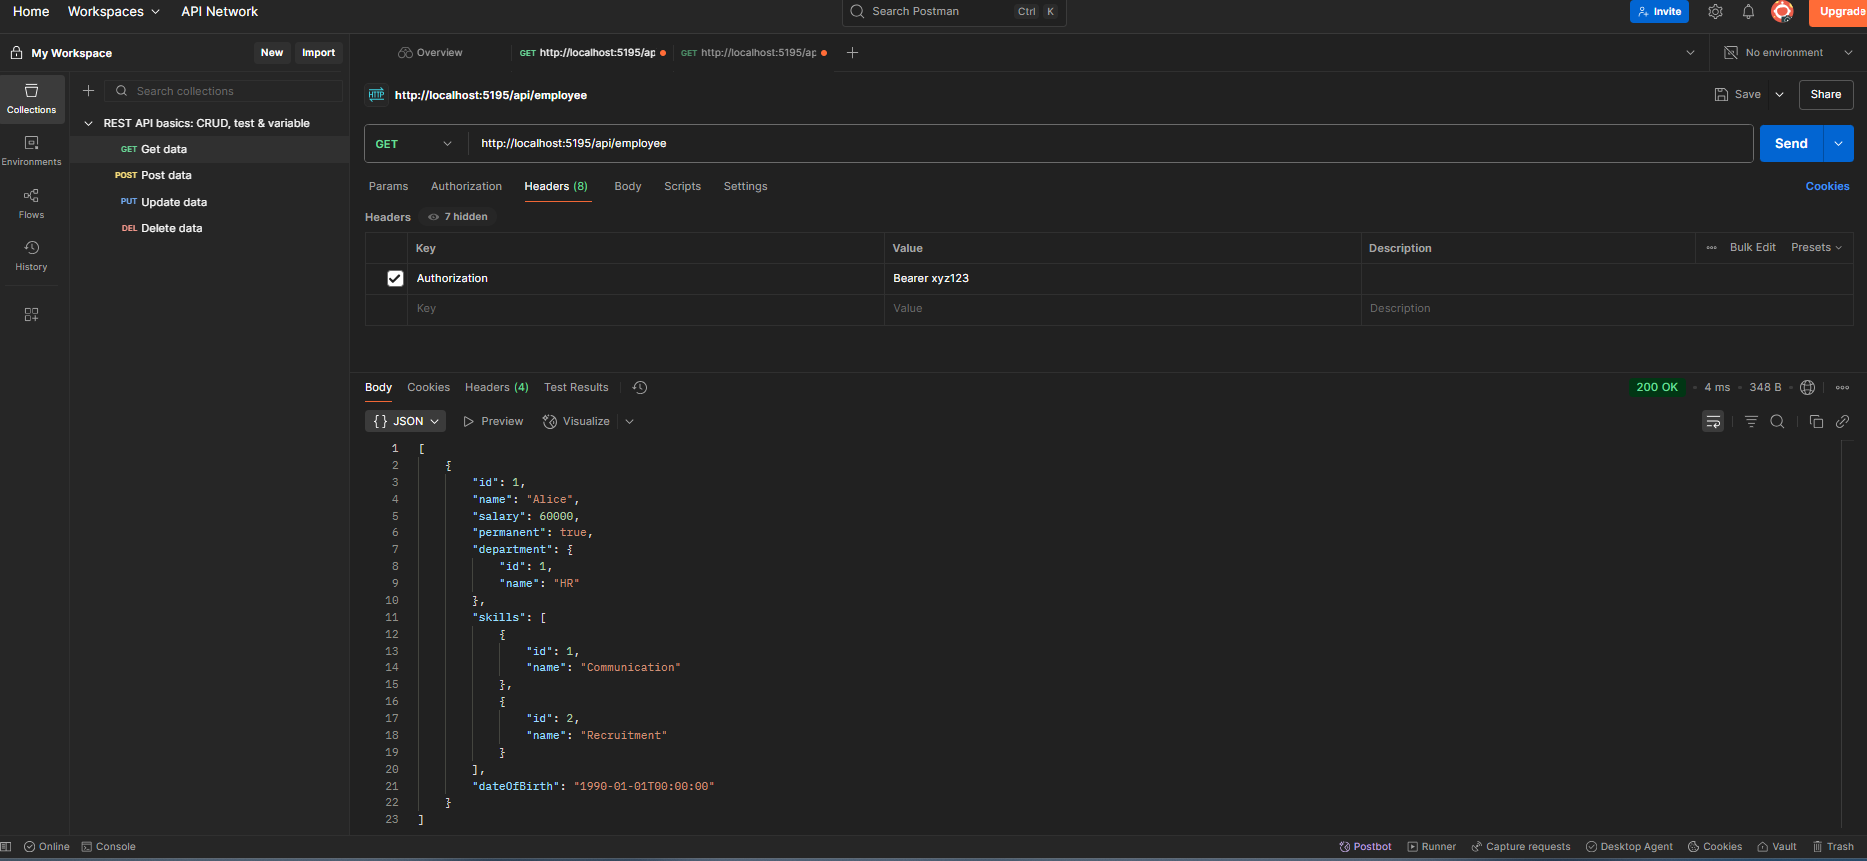 Home Workspaces API Network Search Postman Ctrl K Invite Upgrade
My Workspace New Import Overview GET http://localhost:5195/ap GET http://localhost:5195/ap No environment
Collections
Environments
Flows
History
Search collections
REST API basics: CRUD, test & variable
GET Get data
POST Post data
PUT Update data
DEL Delete data
HTTP http://localhost:5195/api/employee Save Share
GET http://localhost:5195/api/employee Send
Params Authorization Headers (8) Body Scripts Settings Cookies
Headers 7 hidden
Key Value Description Bulk Edit Presets
Authorization Bearer xyz123
Key Value Description
Body Cookies Headers (4) Test Results 200 OK 4 ms 348 B
{} JSON Preview Visualize
1 [
2 {
3 "id": 1,
4 "name": "Alice",
5 "salary": 60000,
6 "permanent": true,
7 "department": {
8 "id": 1,
9 "name": "HR"
10 },
11 "skills": [
12 {
13 "id": 1,
14 "name": "Communication"
15 },
16 {
17 "id": 2,
18 "name": "Recruitment"
19 }
20 ],
21 "dateOfBirth": "1990-01-01T00:00:00"
22 }
23 ]
Online Console Postbot Runner Capture requests Desktop Agent Cookies Vault Trash